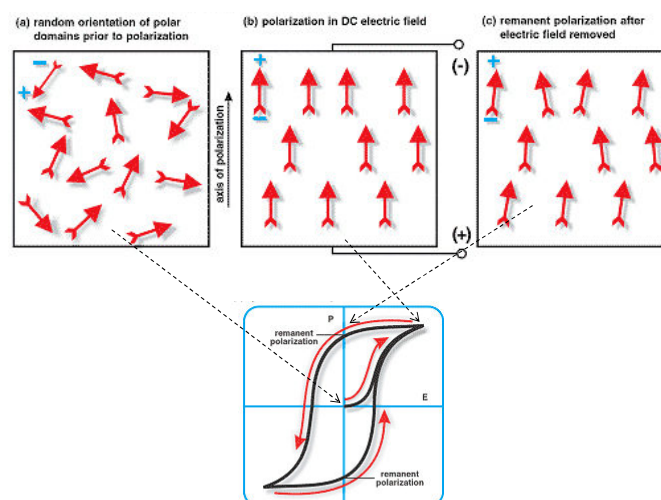 (a) random orientation of polar
domains prior to polarization
(b) polarization in DC electric field
(c) remanent polarization after
electric field removed
−
+
axis of polarization
+
−
(-)
(+)
+
−
P
remanent
polarization
E
remanent
polarization